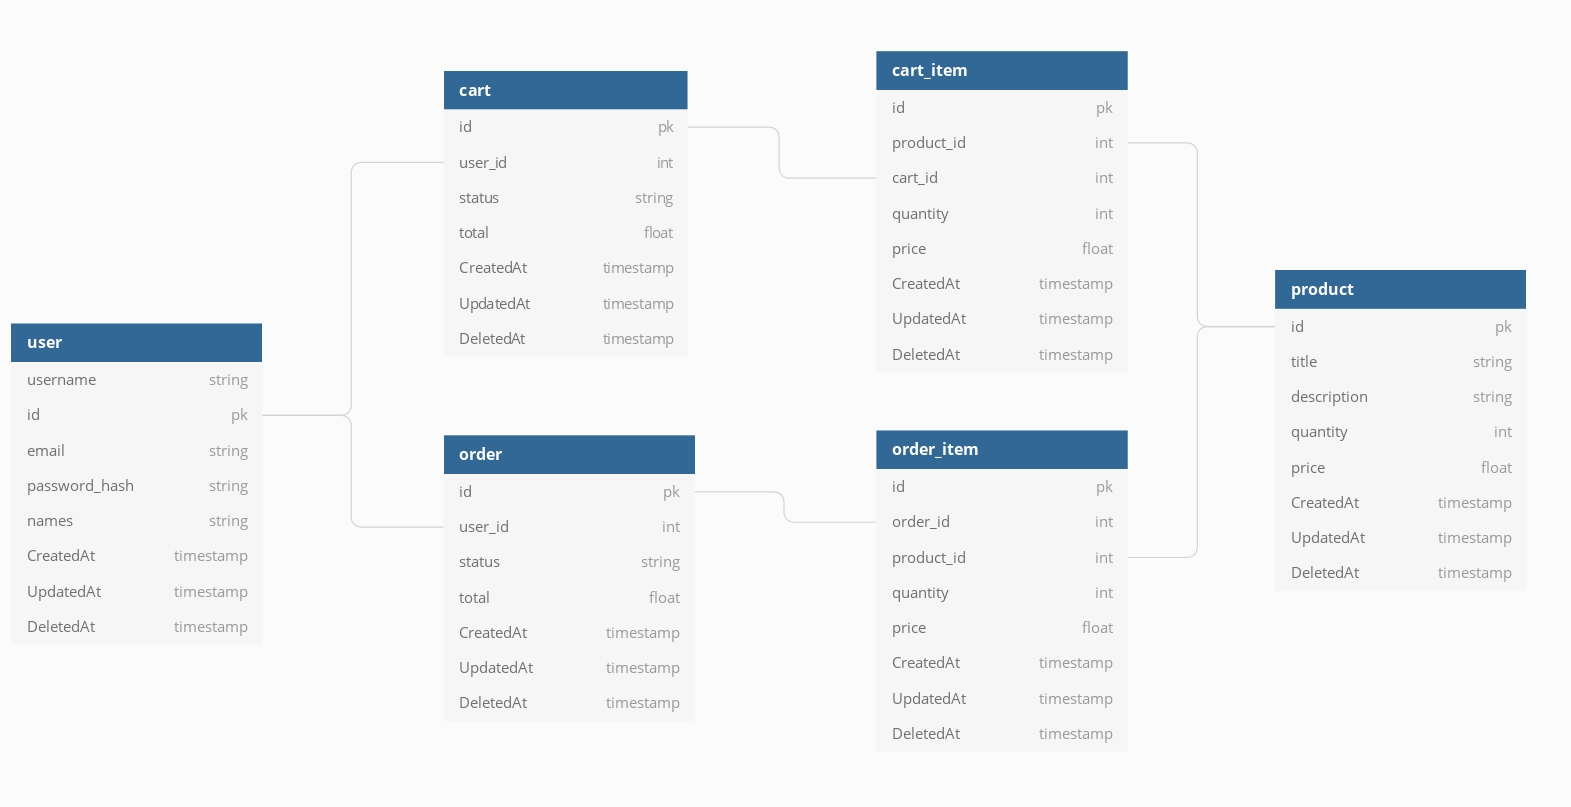 cart
id pk
user_id int
status string
total float
CreatedAt timestamp
UpdatedAt timestamp
DeletedAt timestamp
cart_item
id pk
product_id int
cart_id int
quantity int
price float
CreatedAt timestamp
UpdatedAt timestamp
DeletedAt timestamp
user
username string
id pk
email string
password_hash string
names string
CreatedAt timestamp
UpdatedAt timestamp
DeletedAt timestamp
order
id pk
user_id int
status string
total float
CreatedAt timestamp
UpdatedAt timestamp
DeletedAt timestamp
order_item
id pk
order_id int
product_id int
quantity int
price float
CreatedAt timestamp
UpdatedAt timestamp
DeletedAt timestamp
product
id pk
title string
description string
quantity int
price float
CreatedAt timestamp
UpdatedAt timestamp
DeletedAt timestamp